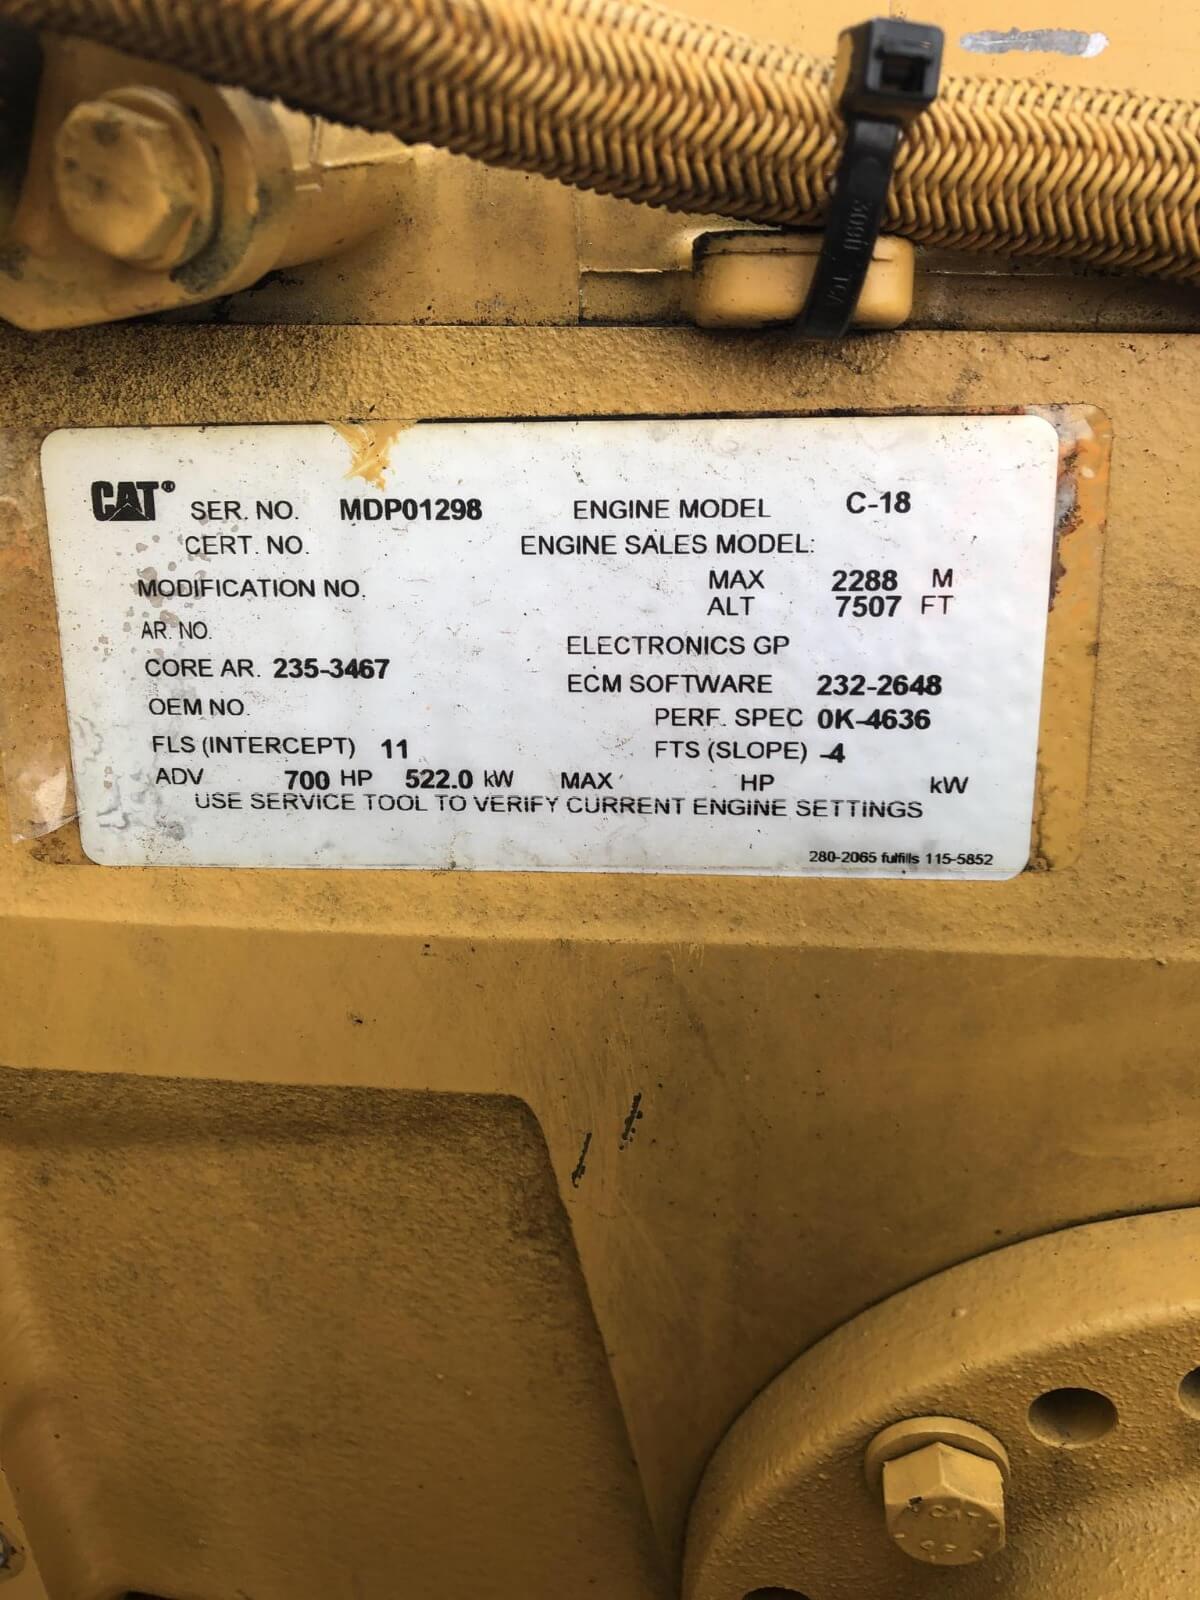 CAT® SER. NO. MDP01298 ENGINE MODEL C-18
CERT. NO. ENGINE SALES MODEL:
MODIFICATION NO. MAX 2288 M
ALT 7507 FT
AR. NO.
ELECTRONICS GP
CORE AR. 235-3467
ECM SOFTWARE 232-2648
OEM NO.
PERF. SPEC 0K-4636
FLS (INTERCEPT) 11 FTS (SLOPE) -4
ADV 700 HP 522.0 kW MAX HP kW
USE SERVICE TOOL TO VERIFY CURRENT ENGINE SETTINGS
280-2065 fulfills 115-5852